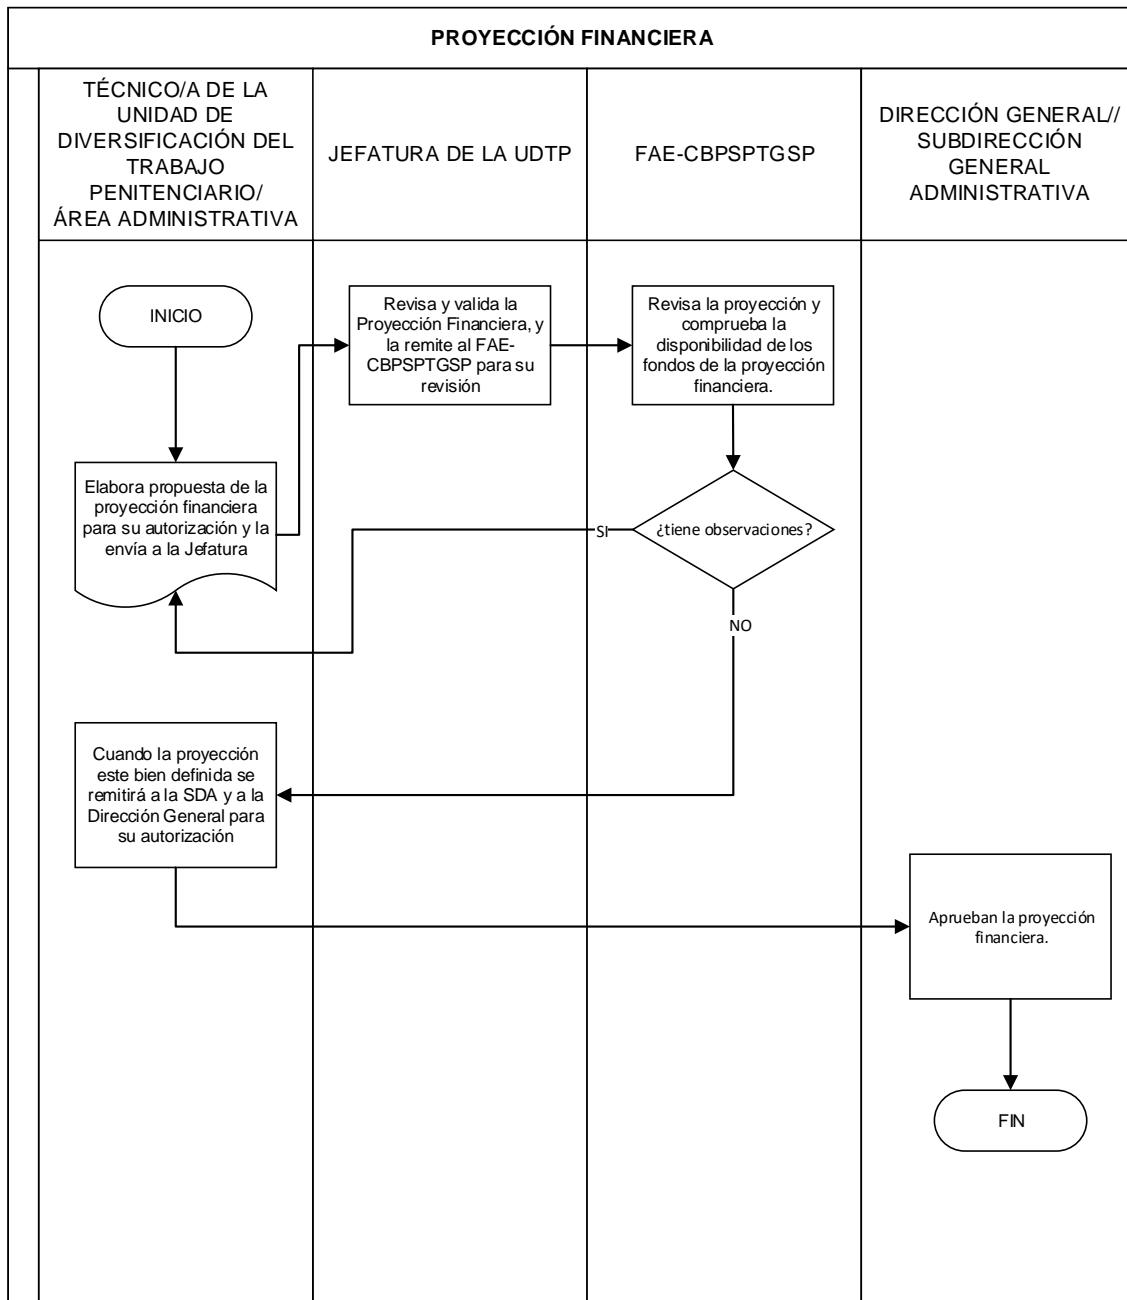 PROYECCIÓN FINANCIERA
TÉCNICO/A DE LA
UNIDAD DE
DIVERSIFICACIÓN DEL
TRABAJO
PENITENCIARIO/
ÁREA ADMINISTRATIVA
JEFATURA DE LA UDTP
FAE-CBPSPTGSP
DIRECCIÓN GENERAL//
SUBDIRECCIÓN
GENERAL
ADMINISTRATIVA
INICIO
Revisa y valida la
Proyección Financiera, y
la remite al FAE-
CBPSPTGSP para su
revisión
Revisa la proyección y
comprueba la
disponibilidad de los
fondos de la proyección
financiera.
Elabora propuesta de la
proyección financiera
para su autorización y la
envía a la Jefatura
SI
¿tiene observaciones?
NO
Cuando la proyección
este bien definida se
remitirá a la SDA y a la
Dirección General para
su autorización
Aprueban la proyección
financiera.
FIN